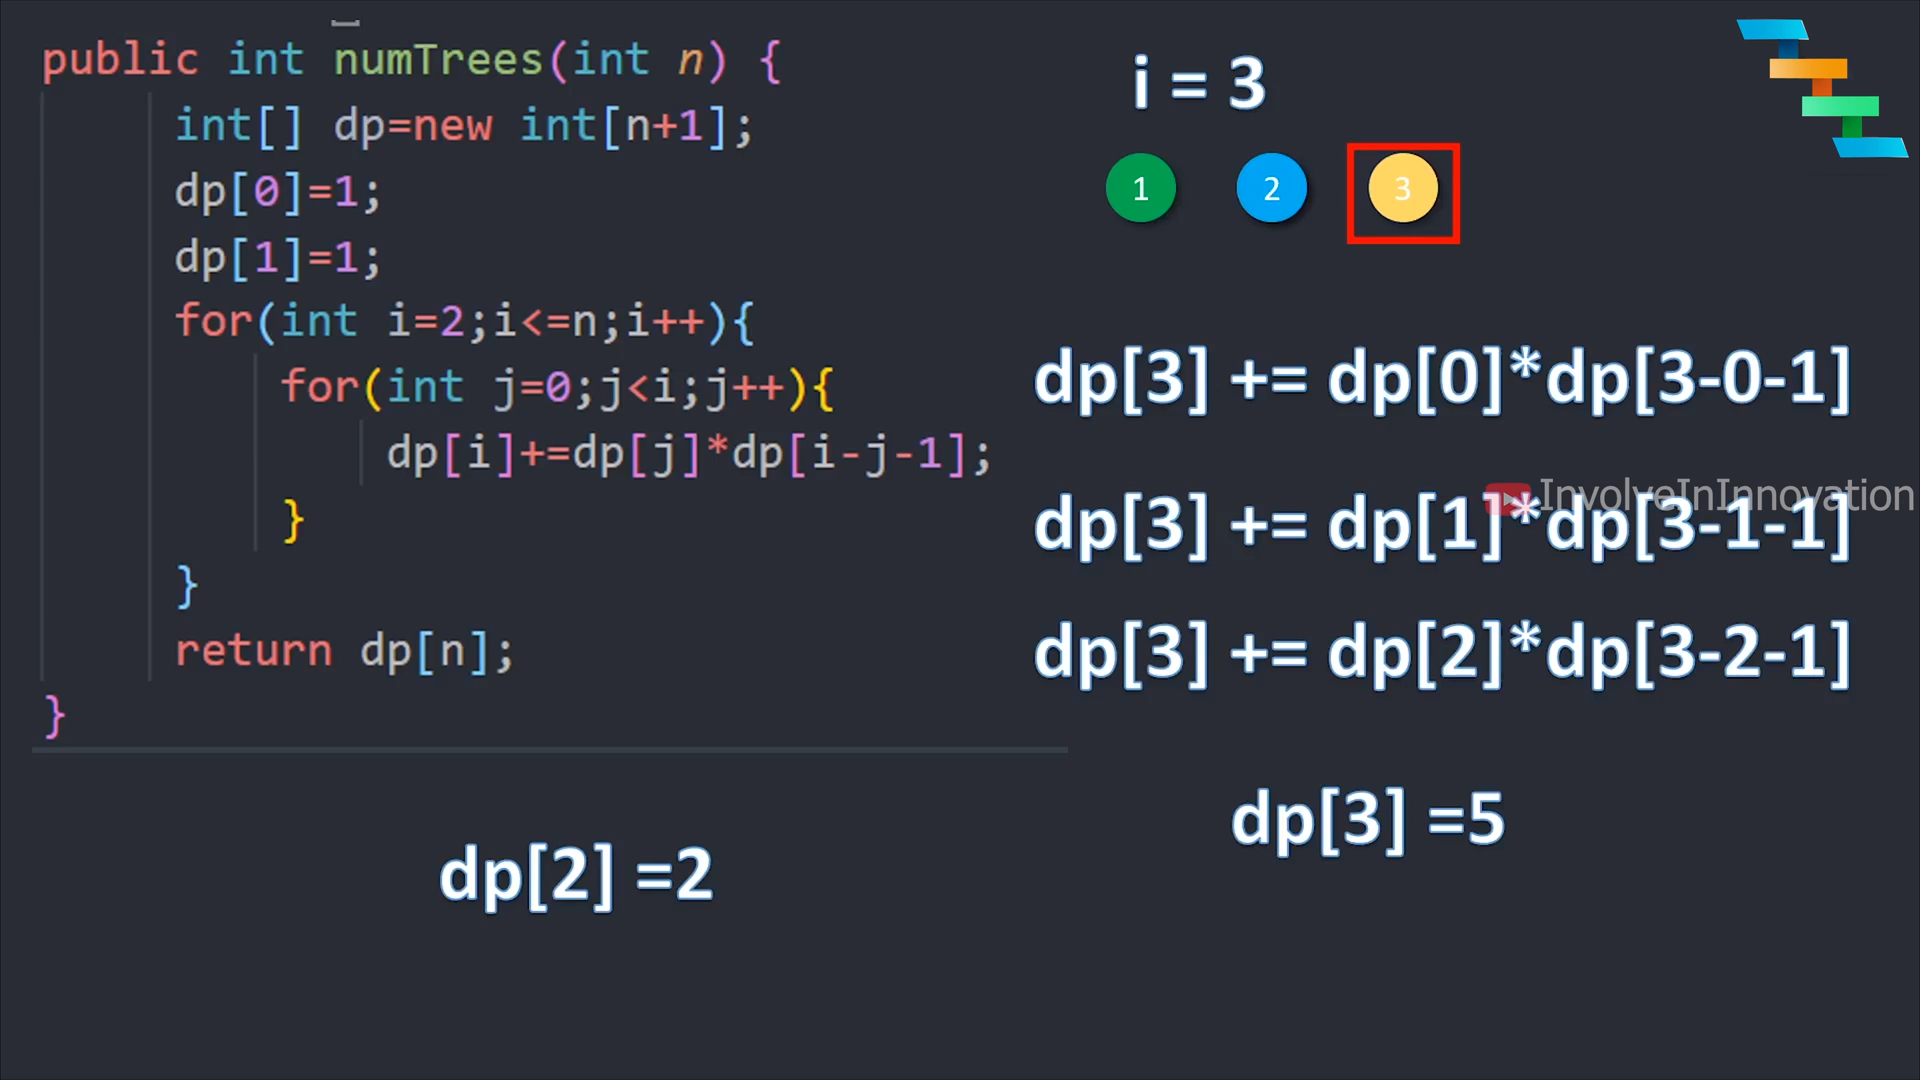 public int numTrees(int n) {
int[] dp=new int[n+1];
dp[0]=1;
dp[1]=1;
for(int i=2;i<=n;i++){
for(int j=0;j<i;j++){
dp[i]+=dp[j]*dp[i-j-1];
}
}
return dp[n];
}
dp[2] =2
i = 3
1 2 3
dp[3] += dp[0]*dp[3-0-1]
InvolveInInnovation
dp[3] += dp[1]*dp[3-1-1]
dp[3] += dp[2]*dp[3-2-1]
dp[3] =5